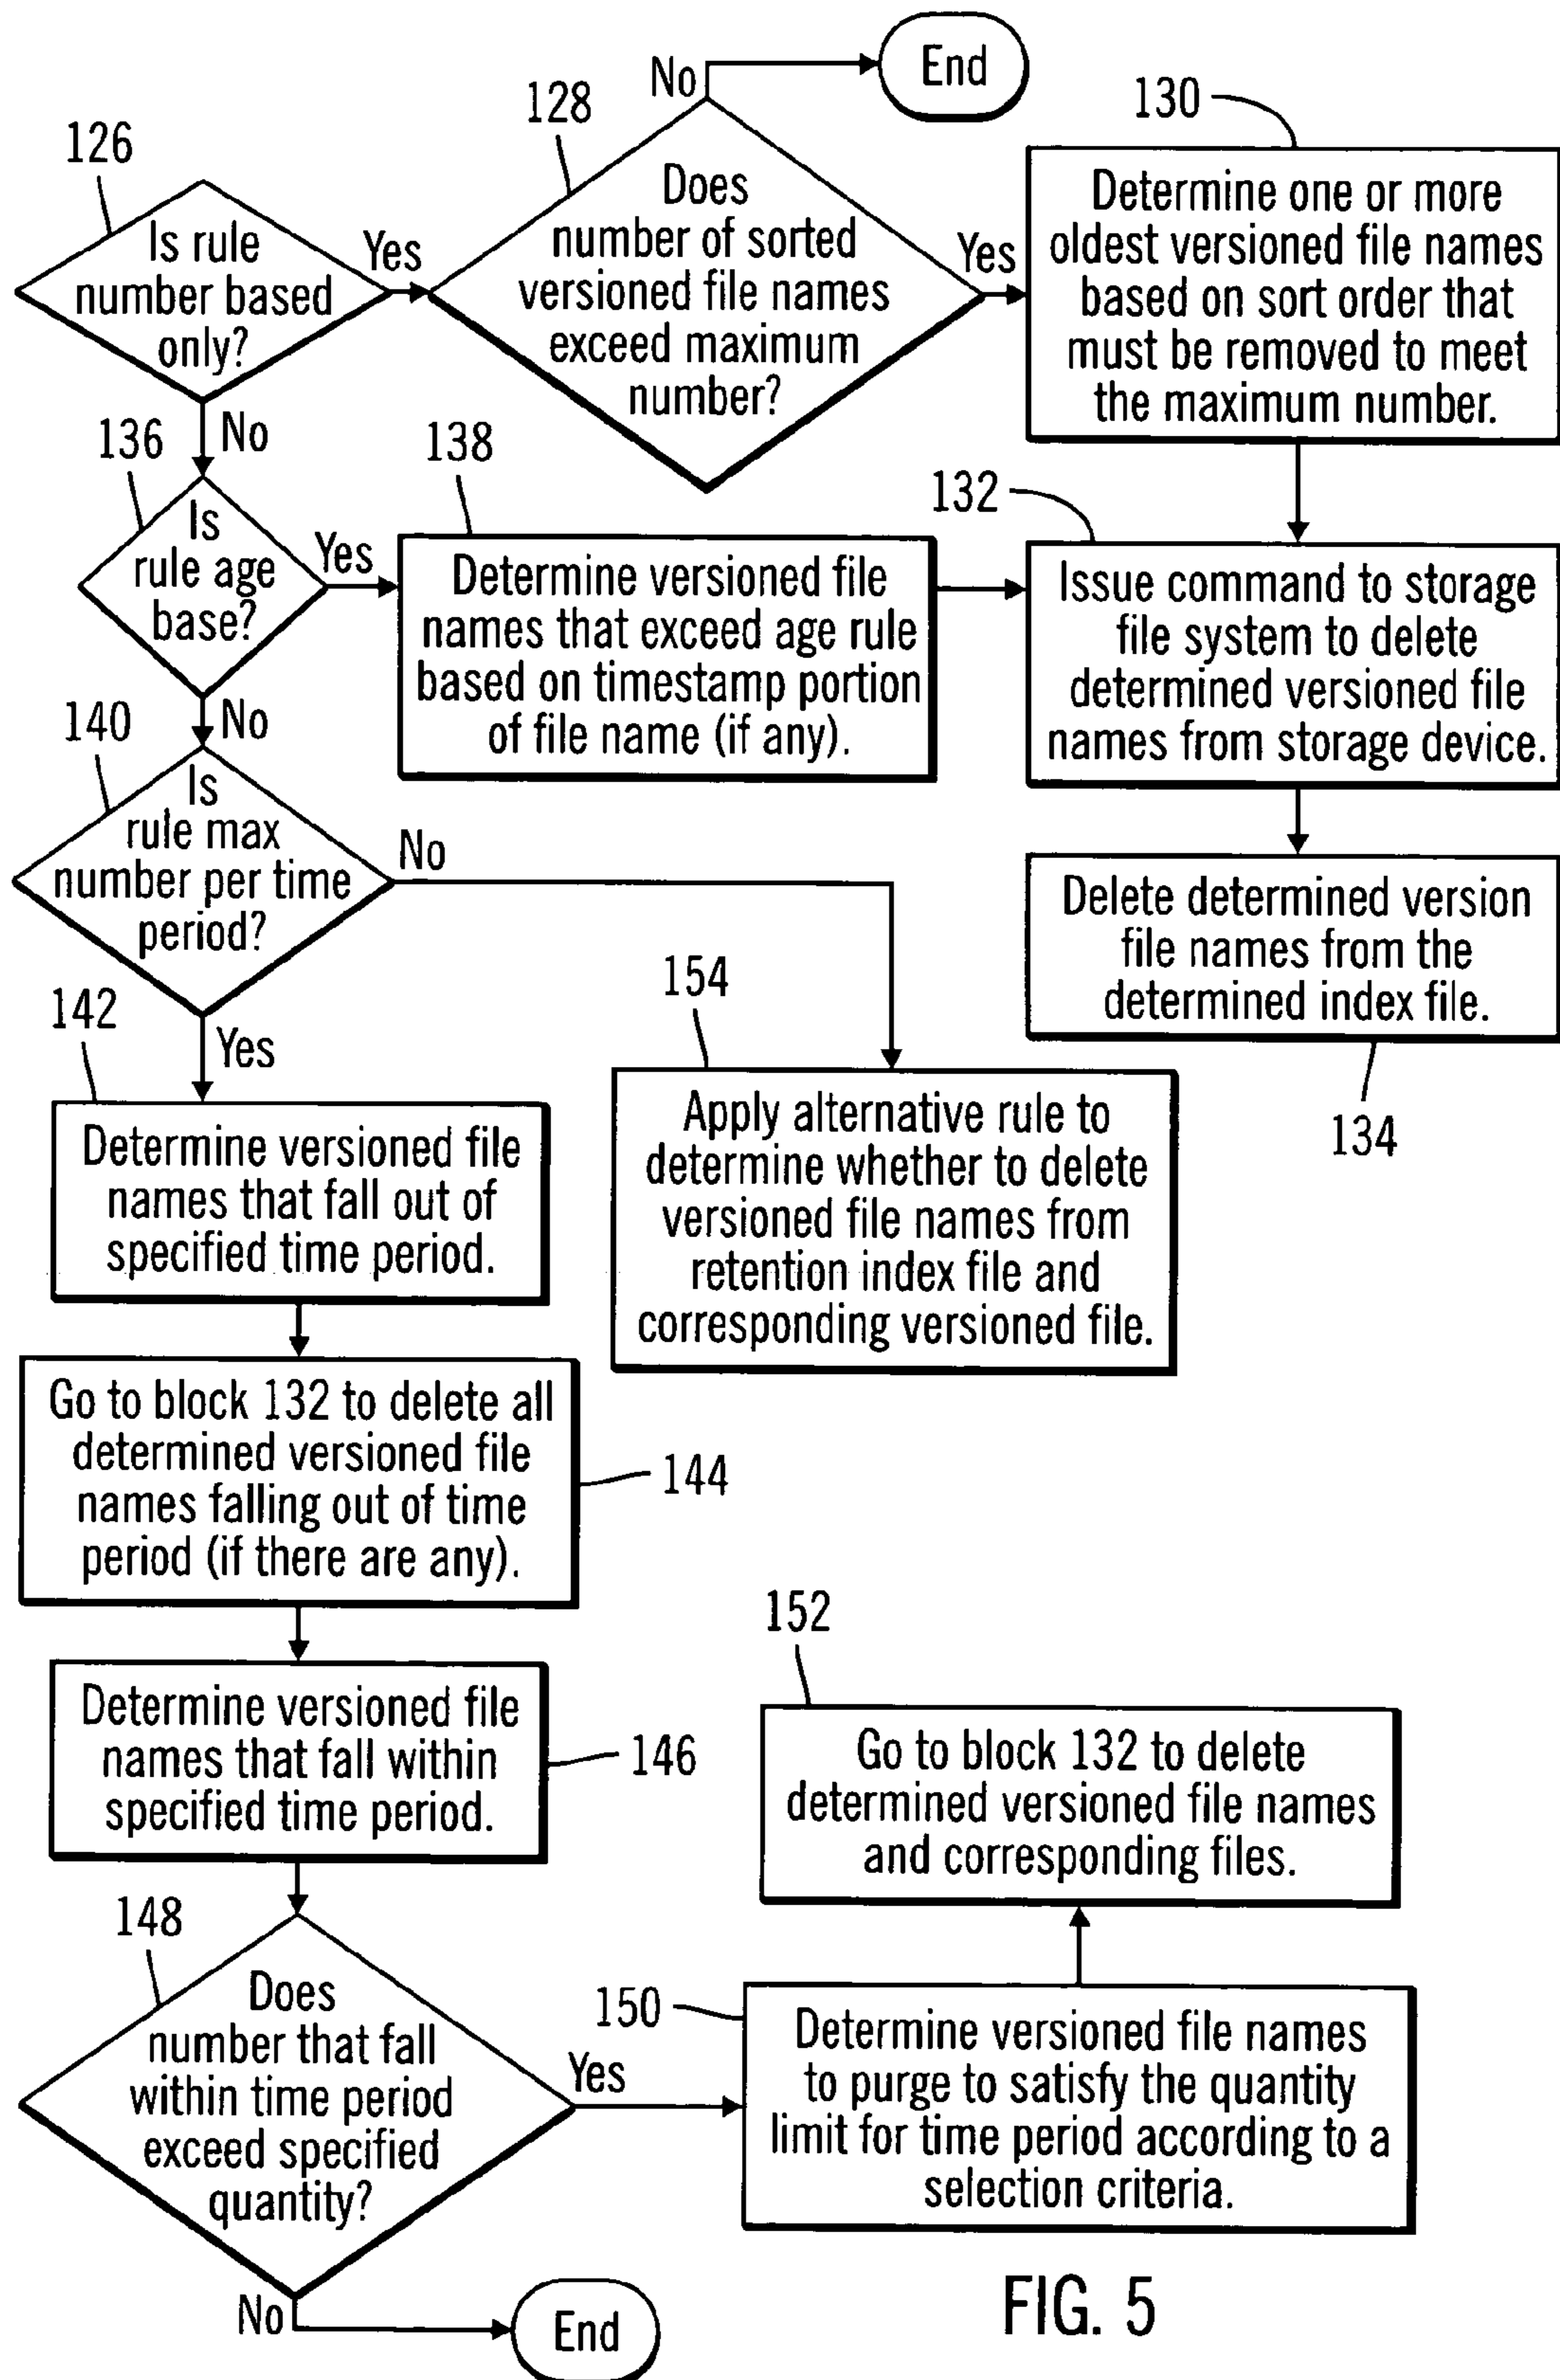 No
End
128
130
126
Does
number of sorted
versioned file names
exceed maximum
number?
Determine one or more
oldest versioned file names
based on sort order that
must be removed to meet
the maximum number.
Is rule
number based
only?
Yes
Yes
No
136
138
132
Is
rule age
base?
Yes
Determine versioned file
names that exceed age rule
based on timestamp portion
of file name (if any).
Issue command to storage
file system to delete
determined versioned file
names from storage device.
No
140
Is
rule max
number per time
period?
No
Delete determined version
file names from the
determined index file.
134
154
142
Yes
Apply alternative rule to
determine whether to delete
versioned file names from
retention index file and
corresponding versioned file.
Determine versioned file
names that fall out of
specified time period.
Go to block 132 to delete all
determined versioned file
names falling out of time
period (if there are any).
144
152
Determine versioned file
names that fall within
specified time period.
146
Go to block 132 to delete
determined versioned file names
and corresponding files.
148
Does
number that fall
within time period
exceed specified
quantity?
Yes
150
Determine versioned file names
to purge to satisfy the quantity
limit for time period according to a
selection criteria.
No
End
FIG. 5